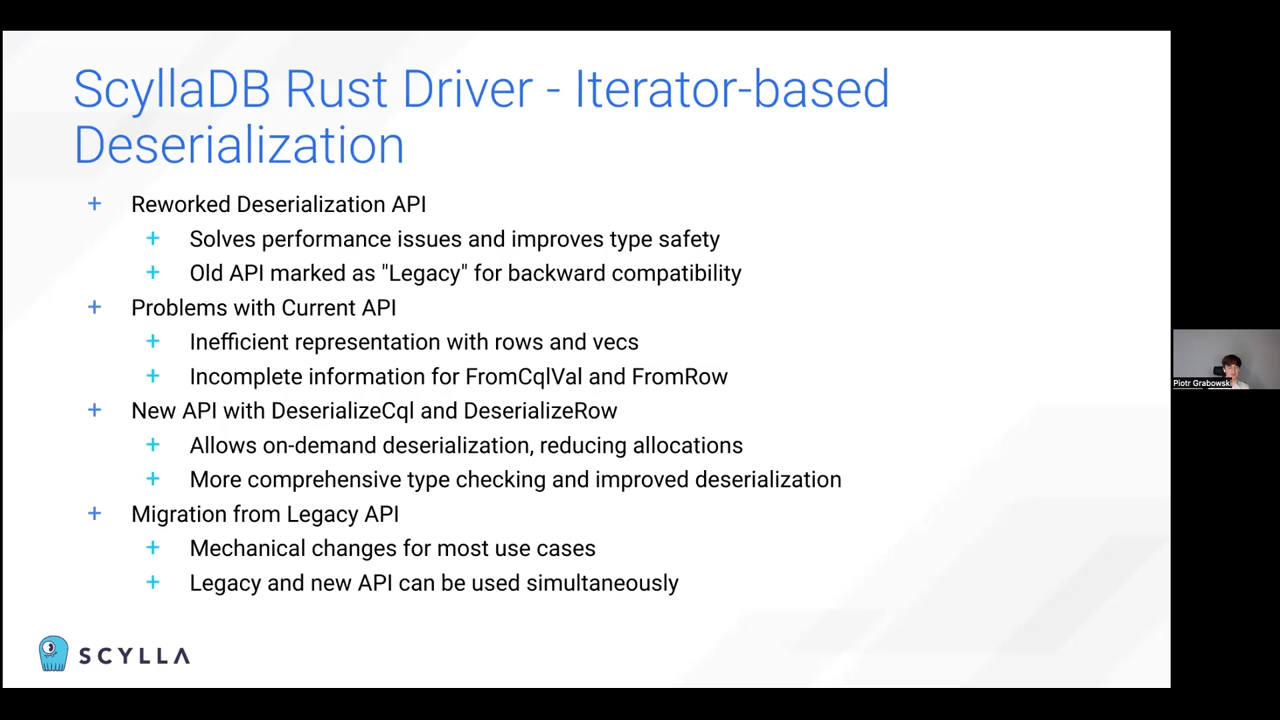 ScyllaDB Rust Driver - Iterator-based
Deserialization
+ Reworked Deserialization API
+ Solves performance issues and improves type safety
+ Old API marked as "Legacy" for backward compatibility
+ Problems with Current API
+ Inefficient representation with rows and vecs
+ Incomplete information for FromCqlVal and FromRow
+ New API with DeserializeCql and DeserializeRow
+ Allows on-demand deserialization, reducing allocations
+ More comprehensive type checking and improved deserialization
+ Migration from Legacy API
+ Mechanical changes for most use cases
+ Legacy and new API can be used simultaneously
SCYLLA
Piotr Grabowski